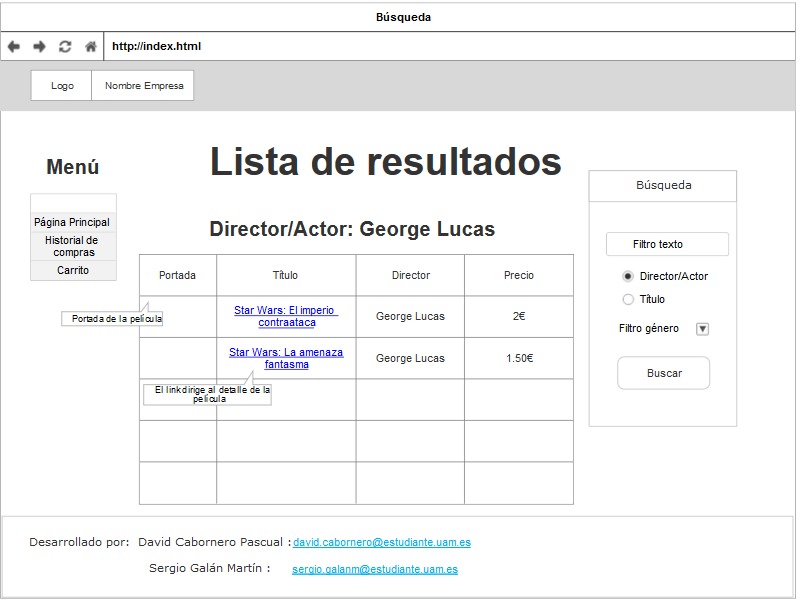 Búsqueda
http://index.html
Logo
Nombre Empresa
Menú
Página Principal
Historial de
compras
Carrito
Lista de resultados
Director/Actor: George Lucas
Portada
Título
Director
Precio
Star Wars: El imperio
contraataca
George Lucas
2€
Portada de la película
Star Wars: La amenaza
fantasma
George Lucas
1.50€
El link dirige al detalle de la
película
Búsqueda
Filtro texto
Director/Actor
Título
Filtro género
Buscar
Desarrollado por: David Cabornero Pascual : david.cabornero@estudiante.uam.es
Sergio Galán Martín : sergio.galanm@estudiante.uam.es